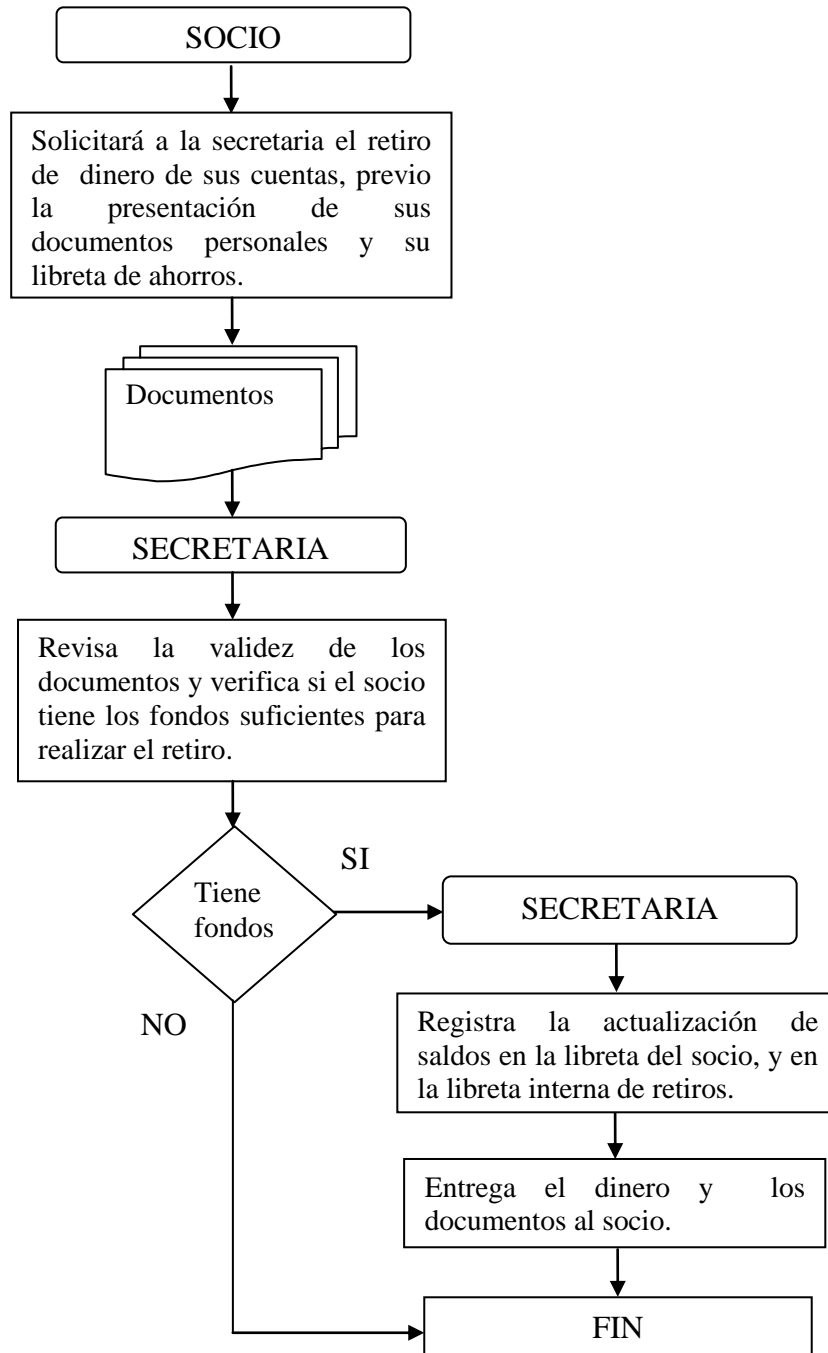 SOCIO
Solicitará a la secretaria el retiro
de dinero de sus cuentas, previo
la presentación de sus
documentos personales y su
libreta de ahorros.
Documentos
SECRETARIA
Revisa la validez de los
documentos y verifica si el socio
tiene los fondos suficientes para
realizar el retiro.
Tiene
fondos
SI
SECRETARIA
NO
Registra la actualización de
saldos en la libreta del socio, y en
la libreta interna de retiros.
Entrega el dinero y los
documentos al socio.
FIN